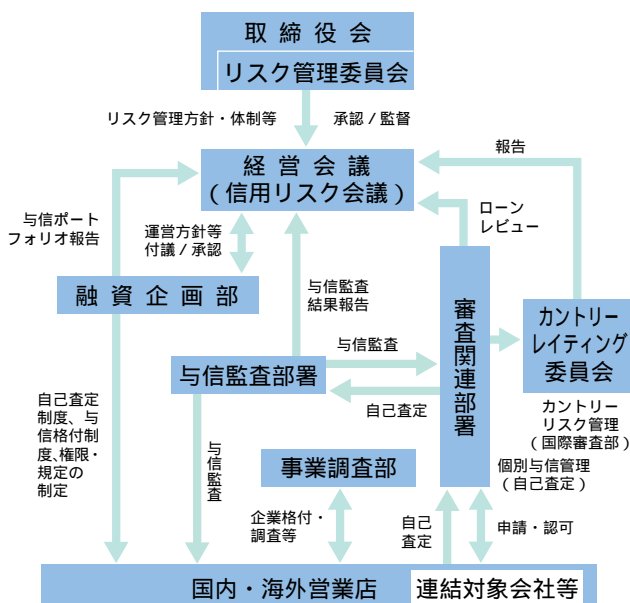 取締役会
リスク管理委員会
リスク管理方針・体制等
承認／監督
報告
経営会議
（信用リスク会議）
与信ポート
フォリオ報告
運営方針等
付議／承認
ローン
レビュー
融資企画部
与信監査
結果報告
審査関連部署
カントリー
レイティング
委員会
与信監査
与信監査部署
自己査定
自己査定
制度、与
信格付制
度、権限・
規定の
制定
与信監査
カントリー
リスク管理
（国際審査部）
個別与信管理
（自己査定）
事業調査部
企業格付・
調査等
自己
査定
申請・認可
国内・海外営業店
連結対象会社等